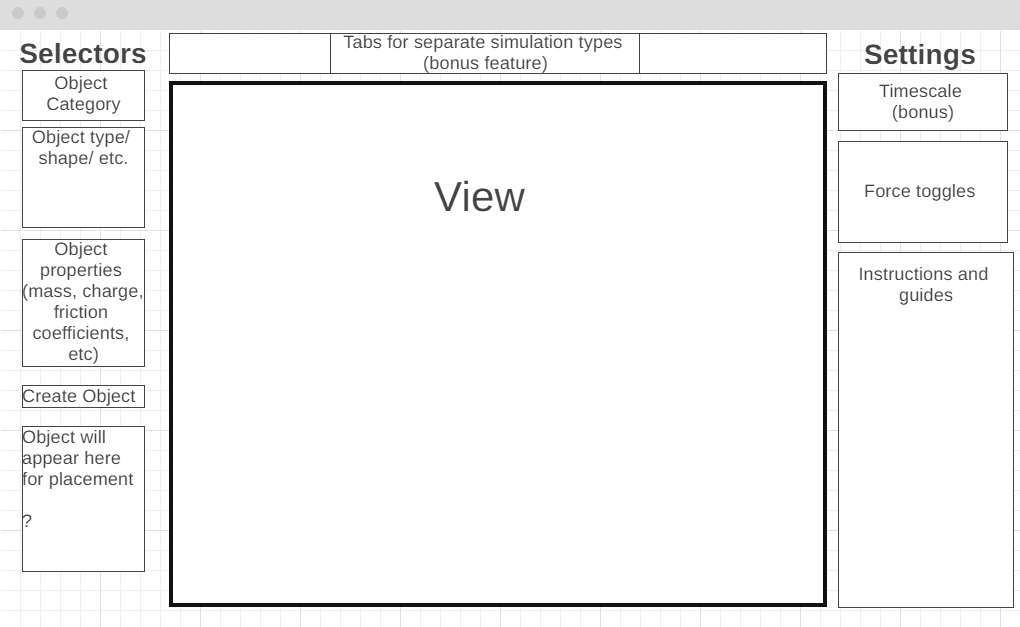 Selectors
Object
Category
Object type/
shape/ etc.
Object
properties
(mass, charge,
friction
coefficients,
etc)
Create Object
Object will
appear here
for placement
?
Tabs for separate simulation types
(bonus feature)
View
Settings
Timescale
(bonus)
Force toggles
Instructions and
guides